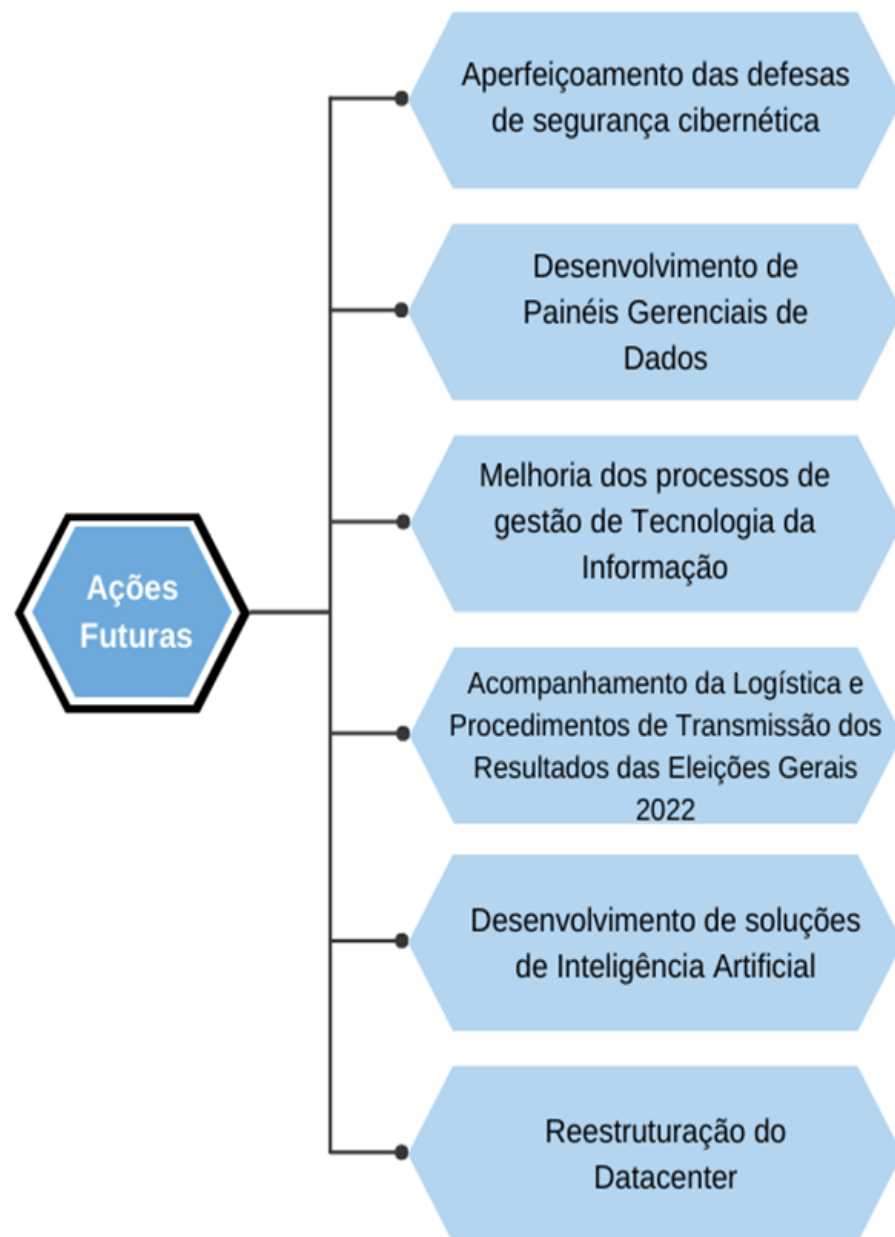 Aperfeiçoamento das defesas
de segurança cibernética
Desenvolvimento de
Painéis Gerenciais de
Dados
Melhoria dos processos de
gestão de Tecnologia da
Informação
Ações
Futuras
Acompanhamento da Logística e
Procedimentos de Transmissão dos
Resultados das Eleições Gerais
2022
Desenvolvimento de soluções
de Inteligência Artificial
Reestruturação do
Datacenter